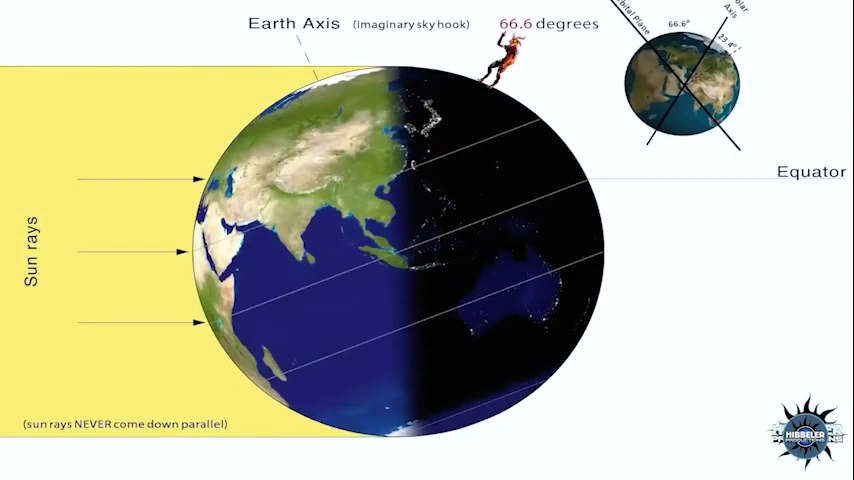 Earth Axis (imaginary sky hook) 66.6 degrees
Orbital Plane
66.6°
Polar Axis
23.4°
Equator
Sun rays
(sun rays NEVER come down parallel)
HIBBELER
PRODUCTIONS